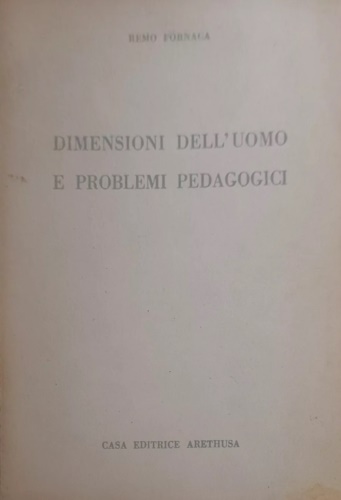 REMO FORNACA
DIMENSIONI DELL'UOMO
E PROBLEMI PEDAGOGICI
CASA EDITRICE ARETHUSA